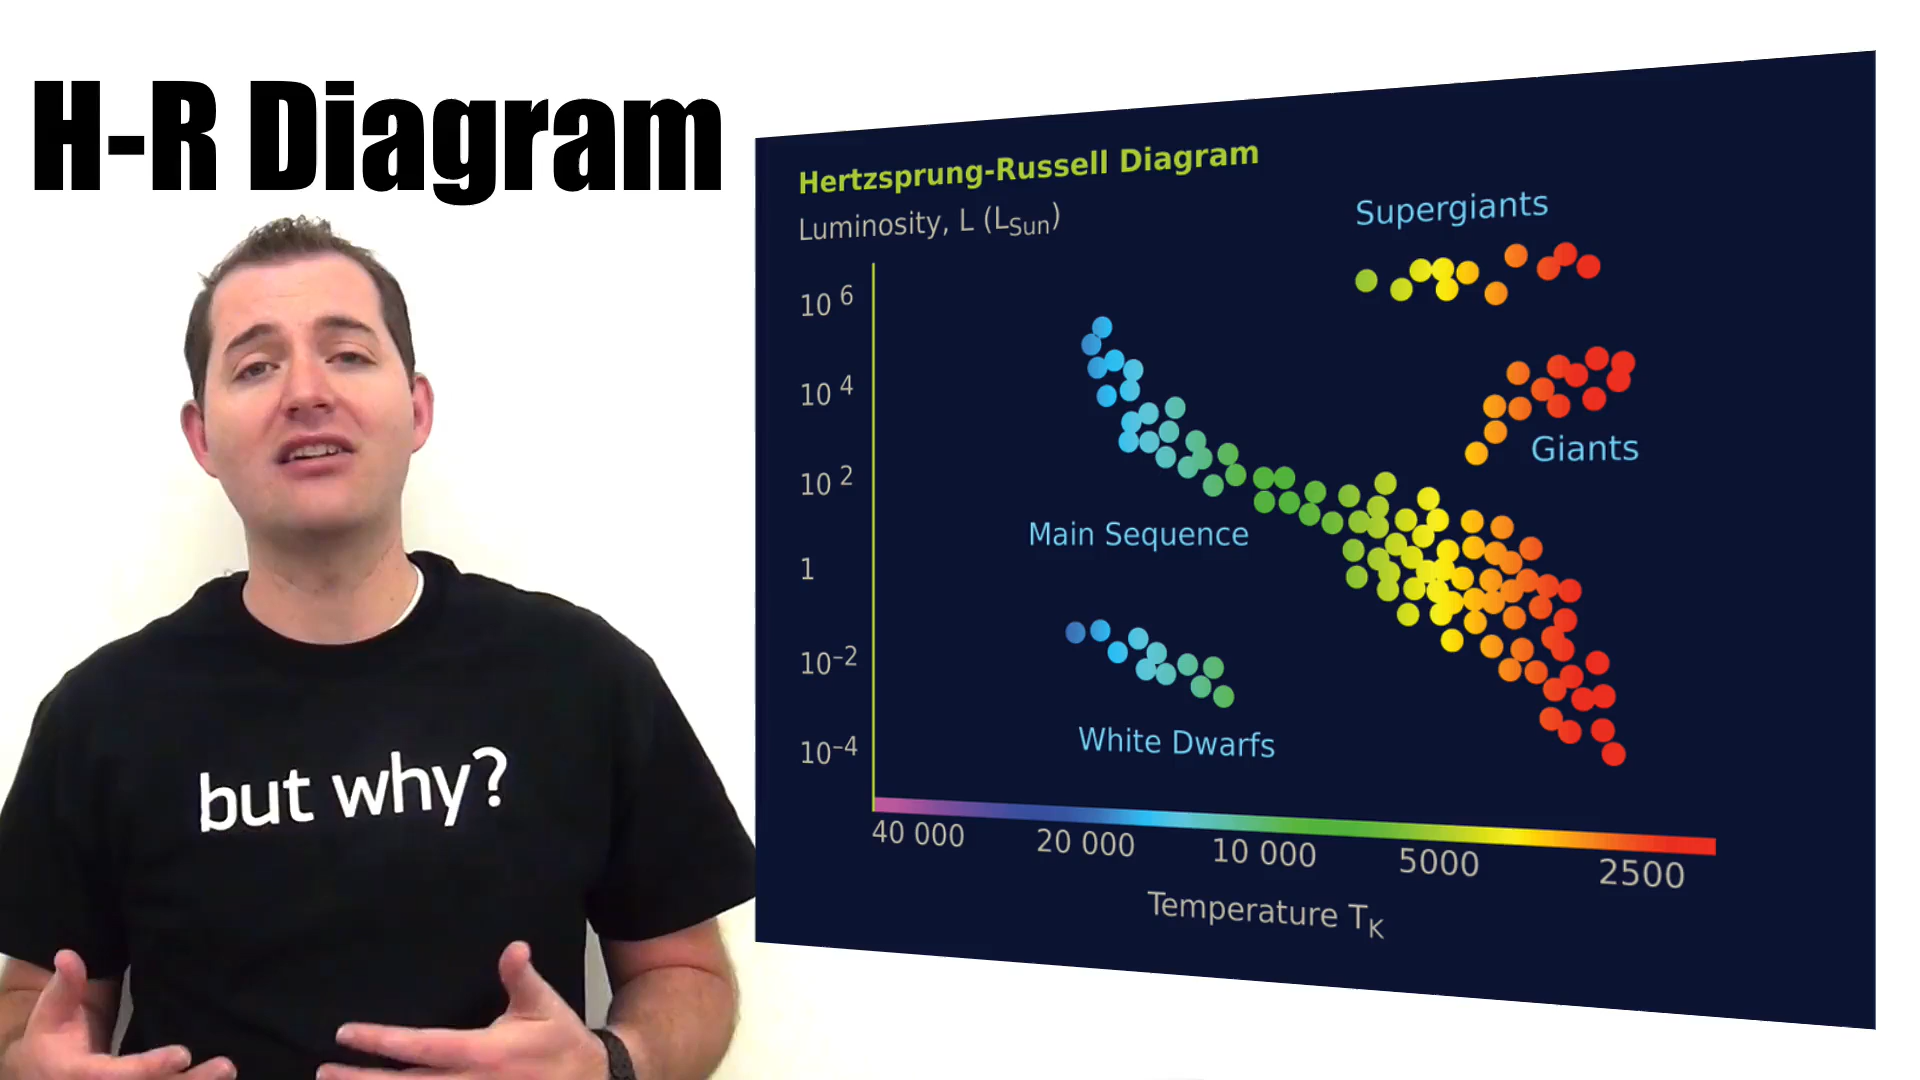 H-R Diagram
but why?
Hertzsprung-Russell Diagram
Luminosity, L (LSun)
Supergiants
Giants
Main Sequence
White Dwarfs
10 6
10 4
10 2
1
10–2
10–4
40 000 20 000 10 000 5000 2500
Temperature TK